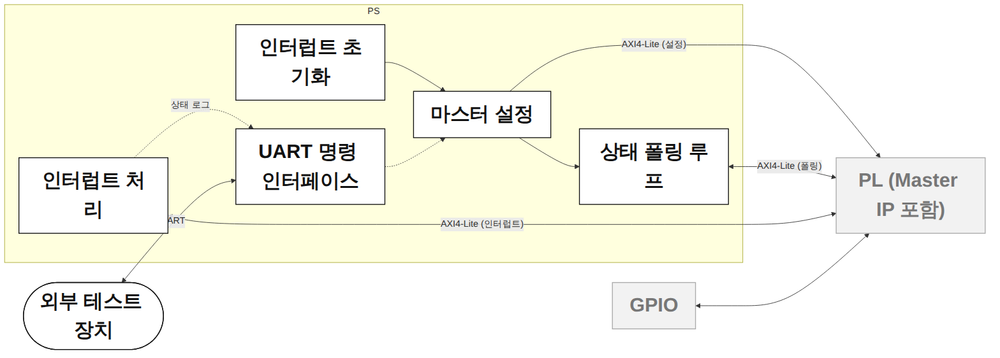 PS
인터럽트 초
기화
AXI4-Lite (설정)
마스터 설정
상태 로그
UART 명령
인터페이스
상태 폴링 루
프
AXI4-Lite (폴링)
인터럽트 처
리
PL (Master
IP 포함)
ART
AXI4-Lite (인터럽트)
외부 테스트
장치
GPIO